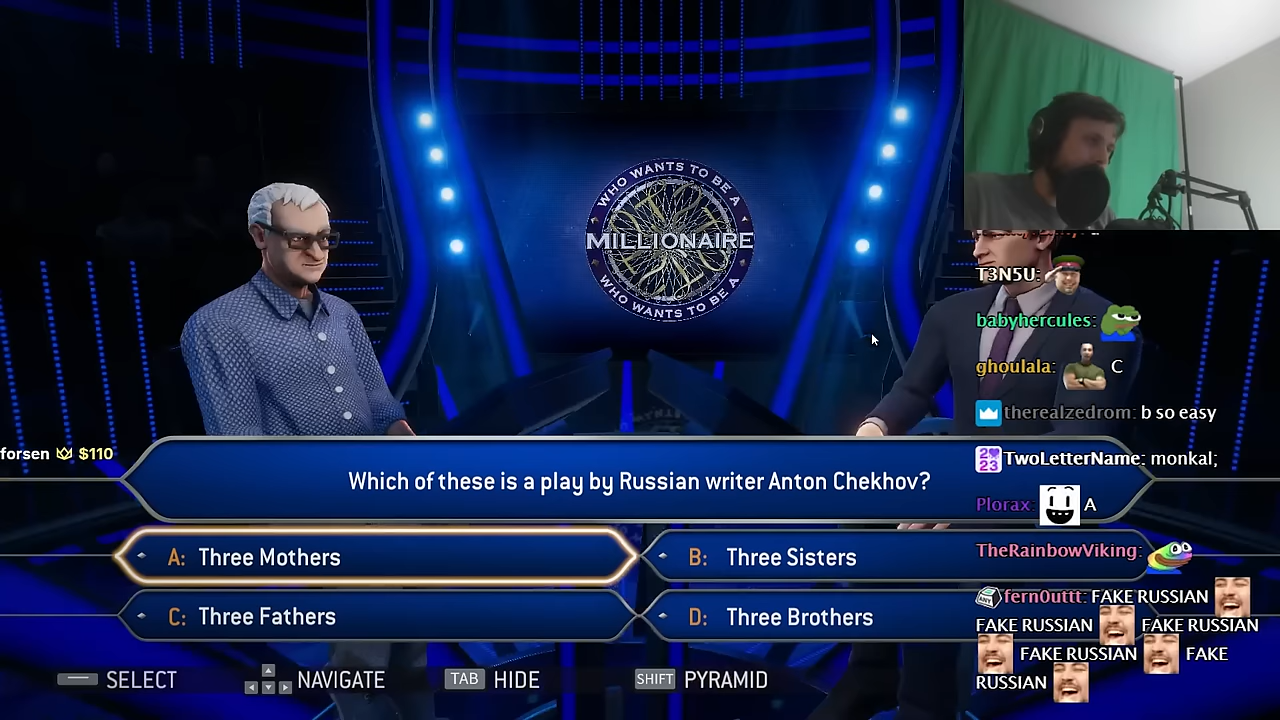 WHO WANTS TO BE A
MILLIONAIRE
WHO WANTS TO BE A
T3N5U:
babyhercules:
ghoulala: C
therealzedrom: b so easy
forsen $110
TwoLetterName: monkaI;
Which of these is a play by Russian writer Anton Chekhov?
Plorax: A
A: Three Mothers
B: Three Sisters
TheRainbowViking:
C: Three Fathers
D: Three Brothers
fern0uttt: FAKE RUSSIAN
FAKE RUSSIAN FAKE RUSSIAN
FAKE RUSSIAN FAKE
RUSSIAN
SELECT
NAVIGATE
TAB HIDE
SHIFT PYRAMID